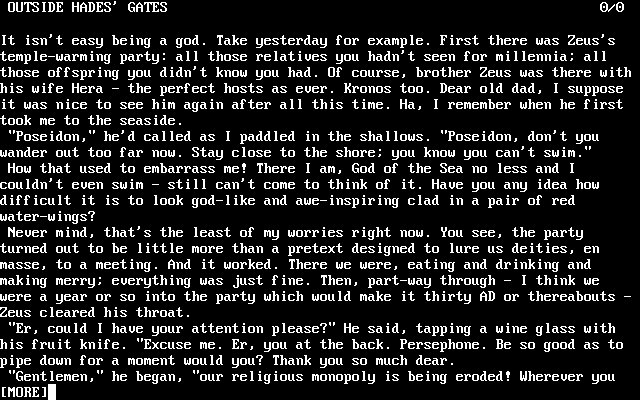 OUTSIDE HADES' GATES 0/0
It isn't easy being a god. Take yesterday for example. First there was Zeus's
temple-warming party: all those relatives you hadn't seen for millennia; all
those offspring you didn't know you had. Of course, brother Zeus was there with
his wife Hera - the perfect hosts as ever. Kronos too. Dear old dad, I suppose
it was nice to see him again after all this time. Ha, I remember when he first
took me to the seaside.
"Poseidon," he'd called as I paddled in the shallows. "Poseidon, don't you
wander out too far now. Stay close to the shore; you know you can't swim."
How that used to embarrass me! There I am, God of the Sea no less and I
couldn't even swim - still can't come to think of it. Have you any idea how
difficult it is to look god-like and awe-inspiring clad in a pair of red
water-wings?
Never mind, that's the least of my worries right now. You see, the party
turned out to be little more than a pretext designed to lure us deities, en
masse, to a meeting. And it worked. There we were, eating and drinking and
making merry; everything was just fine. Then, part-way through - I think we
were a year or so into the party which would make it thirty AD or thereabouts -
Zeus cleared his throat.
"Er, could I have your attention please?" He said, tapping a wine glass with
his fruit knife. "Excuse me. Er, you at the back. Persephone. Be so good as to
pipe down for a moment would you? Thank you so much dear.
"Gentlemen," he began, "our religious monopoly is being eroded! Wherever you
[MORE]